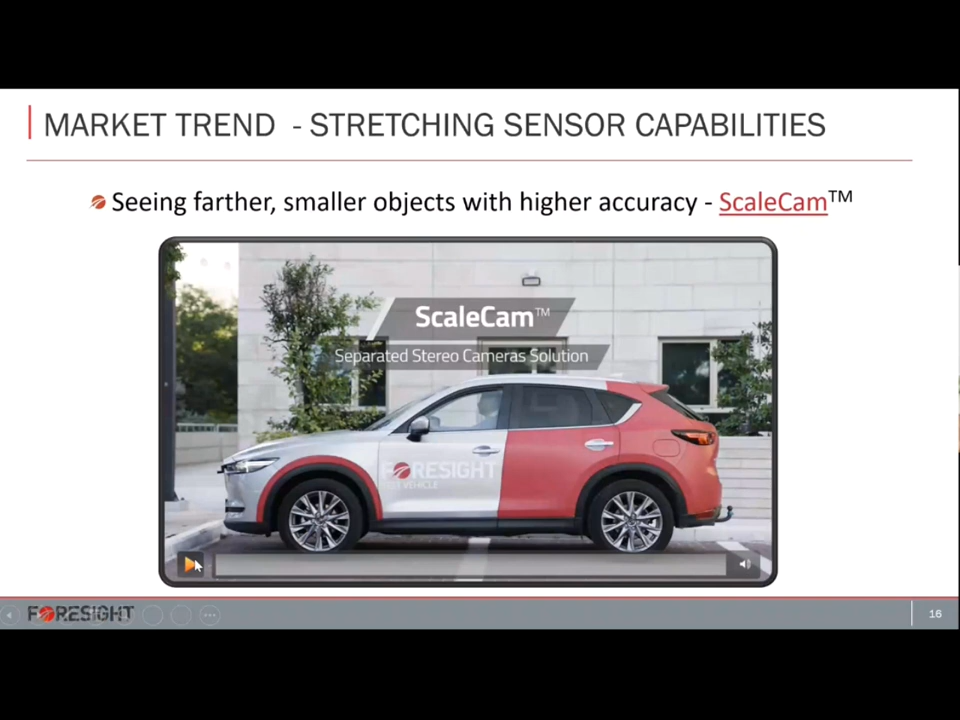 MARKET TREND - STRETCHING SENSOR CAPABILITIES
Seeing farther, smaller objects with higher accuracy - ScaleCam™
ScaleCam™
Separated Stereo Cameras Solution
FORESIGHT
VEHICLE
FORESIGHT
16